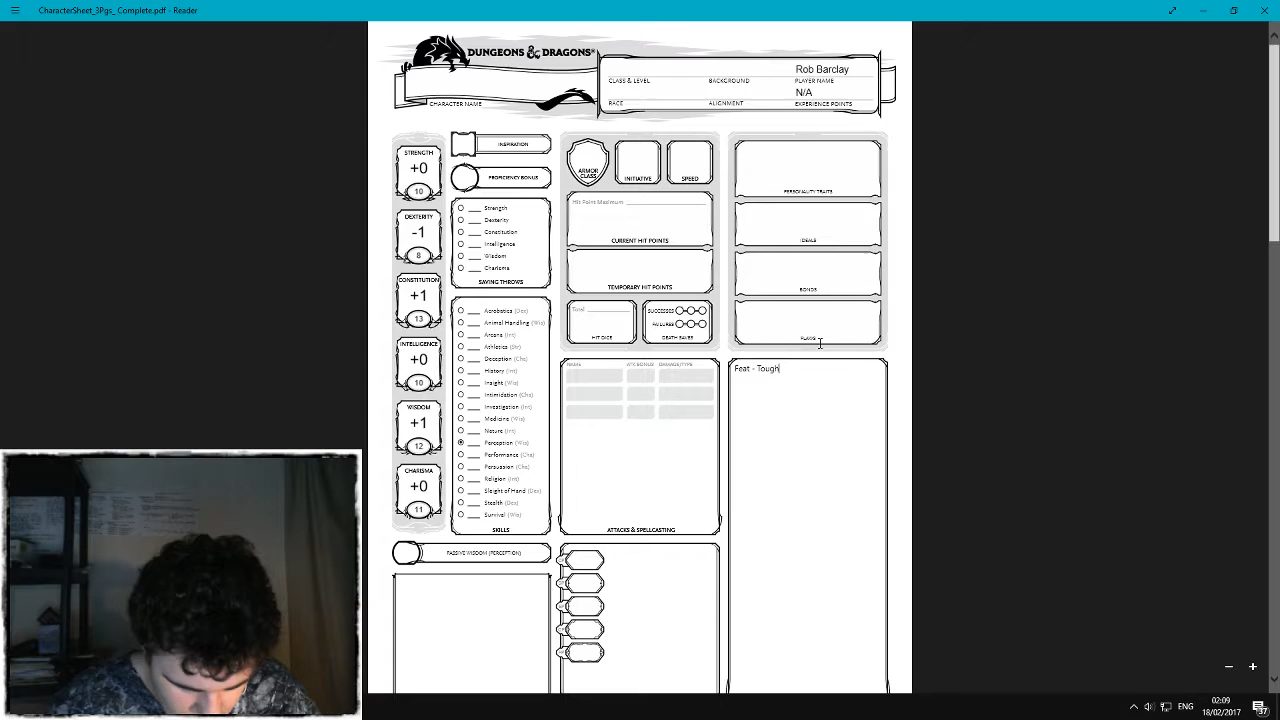 CharacterSheet_3Pgs_Complete.pdf - Reader
DUNGEONS & DRAGONS®
CHARACTER NAME
Rob Barclay
CLASS & LEVEL BACKGROUND PLAYER NAME
N/A
RACE ALIGNMENT EXPERIENCE POINTS
STRENGTH
+0
10
DEXTERITY
-1
8
CONSTITUTION
+1
13
INTELLIGENCE
+0
10
WISDOM
+1
12
CHARISMA
+0
11
INSPIRATION
PROFICIENCY BONUS
Strength
Dexterity
Constitution
Intelligence
Wisdom
Charisma
SAVING THROWS
Acrobatics (Dex)
Animal Handling (Wis)
Arcana (Int)
Athletics (Str)
Deception (Cha)
History (Int)
Insight (Wis)
Intimidation (Cha)
Investigation (Int)
Medicine (Wis)
Nature (Int)
Perception (Wis)
Performance (Cha)
Persuasion (Cha)
Religion (Int)
Sleight of Hand (Dex)
Stealth (Dex)
Survival (Wis)
SKILLS
PASSIVE WISDOM (PERCEPTION)
ARMOR
CLASS
INITIATIVE
SPEED
Hit Point Maximum
CURRENT HIT POINTS
TEMPORARY HIT POINTS
Total
HIT DICE
SUCCESSES
FAILURES
DEATH SAVES
NAME ATK BONUS DAMAGE/TYPE
ATTACKS & SPELLCASTING
PERSONALITY TRAITS
IDEALS
BONDS
FLAWS
Feat - Tough
ENG
02:09
18/02/2017